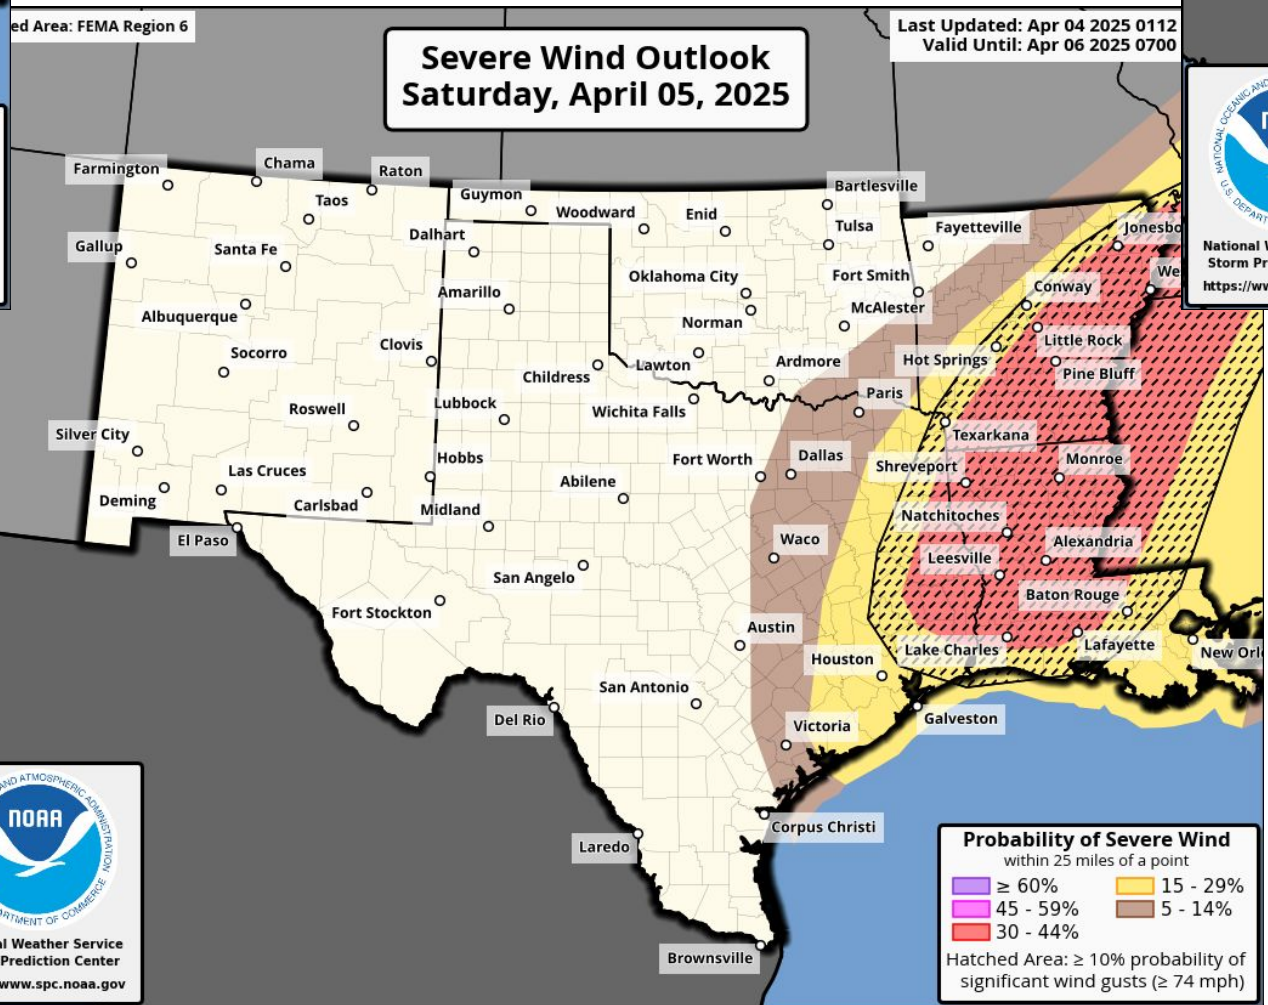 ed Area: FEMA Region 6
Last Updated: Apr 04 2025 0112
Valid Until: Apr 06 2025 0700
Severe Wind Outlook
Saturday, April 05, 2025
Farmington
Chama
Raton
Taos
Guymon
Woodward
Enid
Bartlesville
Tulsa
Fayetteville
Jonesbo
Gallup
Santa Fe
Dalhart
Oklahoma City
Fort Smith
We
Albuquerque
Amarillo
Norman
McAlester
Conway
Socorro
Clovis
Childress
Lawton
Ardmore
Hot Springs
Little Rock
Pine Bluff
Roswell
Lubbock
Wichita Falls
Paris
Silver City
Hobbs
Fort Worth
Dallas
Texarkana
Las Cruces
Abilene
Shreveport
Monroe
Deming
Carlsbad
Midland
Natchitoches
El Paso
Waco
Alexandria
San Angelo
Leesville
Fort Stockton
Baton Rouge
Austin
Houston
Lake Charles
Lafayette
New Orl
San Antonio
Del Rio
Victoria
Galveston
Corpus Christi
Laredo
Brownsville
NOAA
al Weather Service
Prediction Center
www.spc.noaa.gov
National W
Storm Pr
https://ww
Probability of Severe Wind
within 25 miles of a point
≥ 60%
45 - 59%
30 - 44%
15 - 29%
5 - 14%
Hatched Area: ≥ 10% probability of
significant wind gusts (≥ 74 mph)